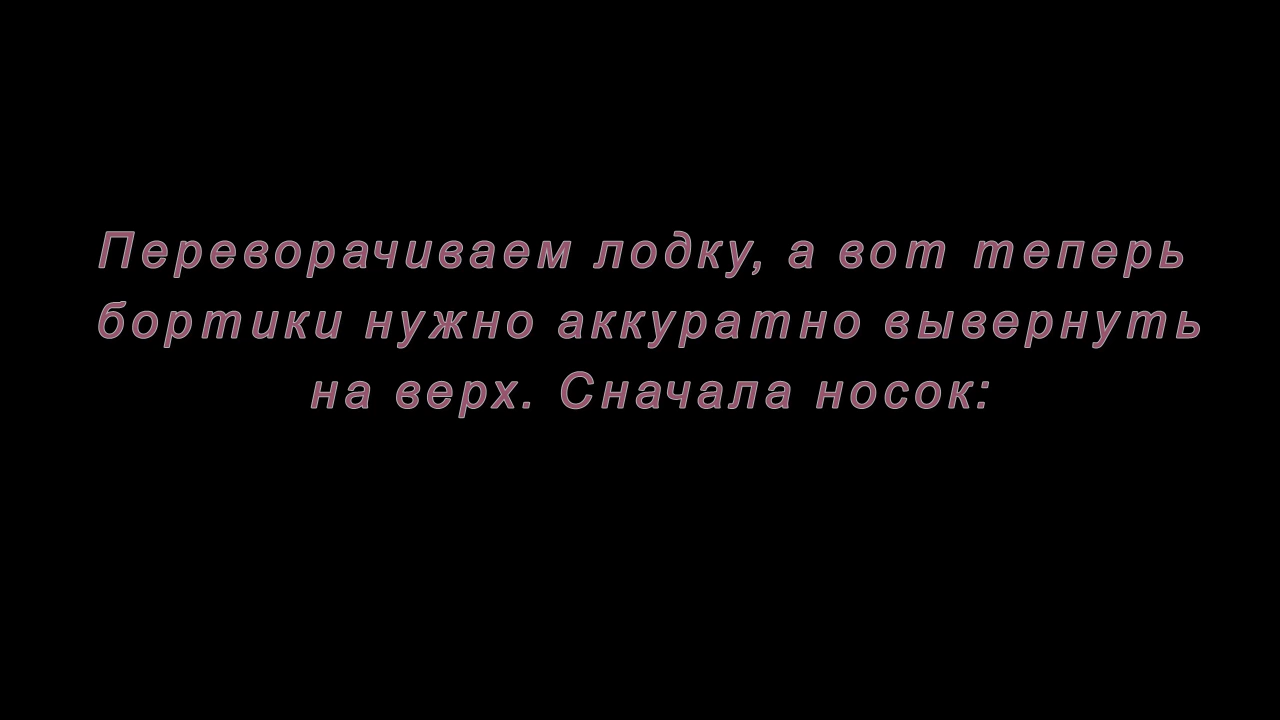 Переворачиваем лодку, а вот теперь
бортики нужно аккуратно вывернуть
на верх. Сначала носок: